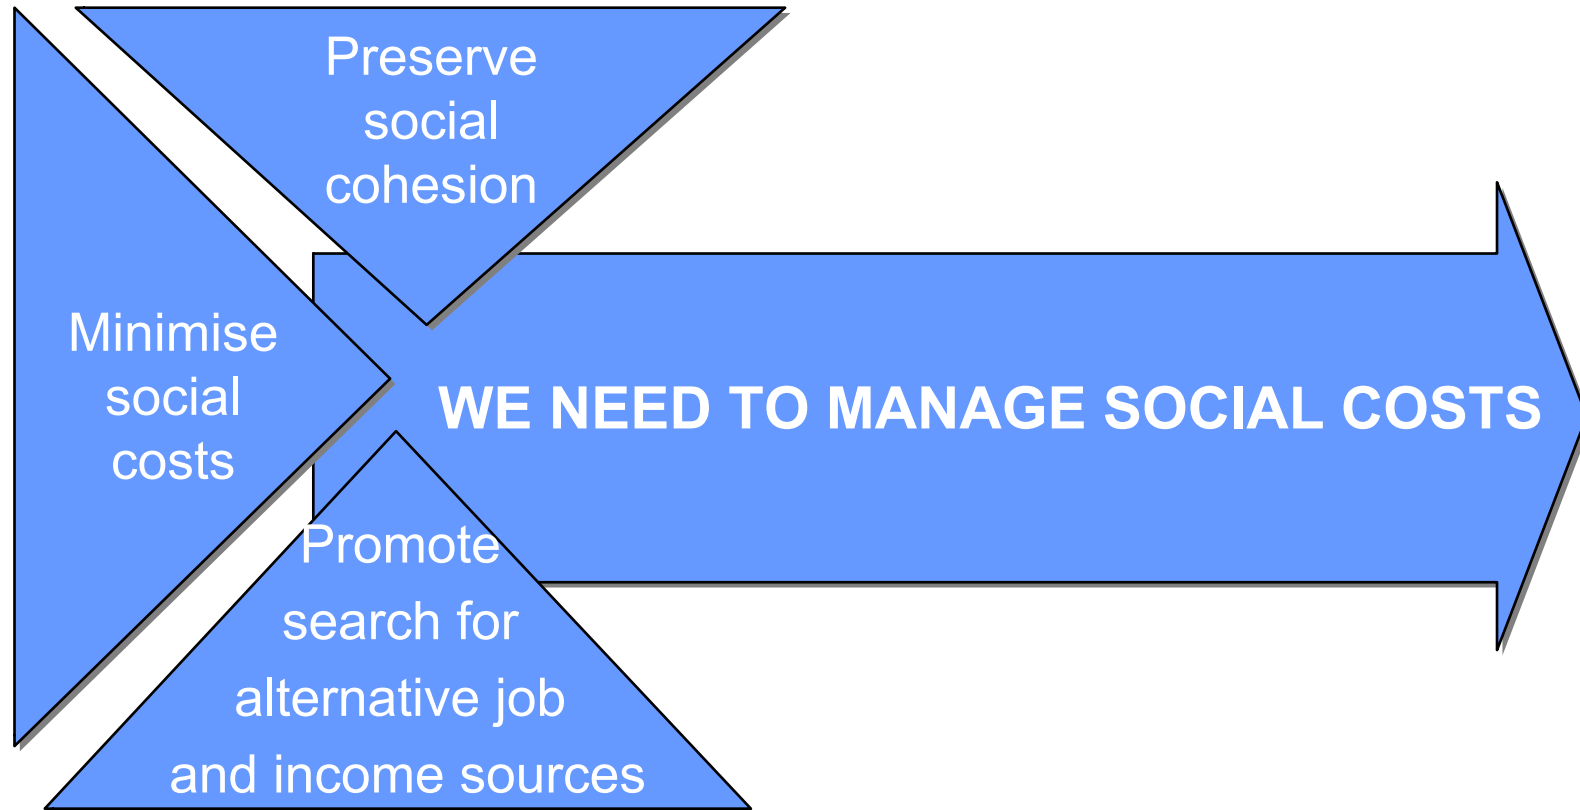 Preserve
social
cohesion
Minimise
social
costs
WE NEED TO MANAGE SOCIAL COSTS
Promote
search for
alternative job
and income sources